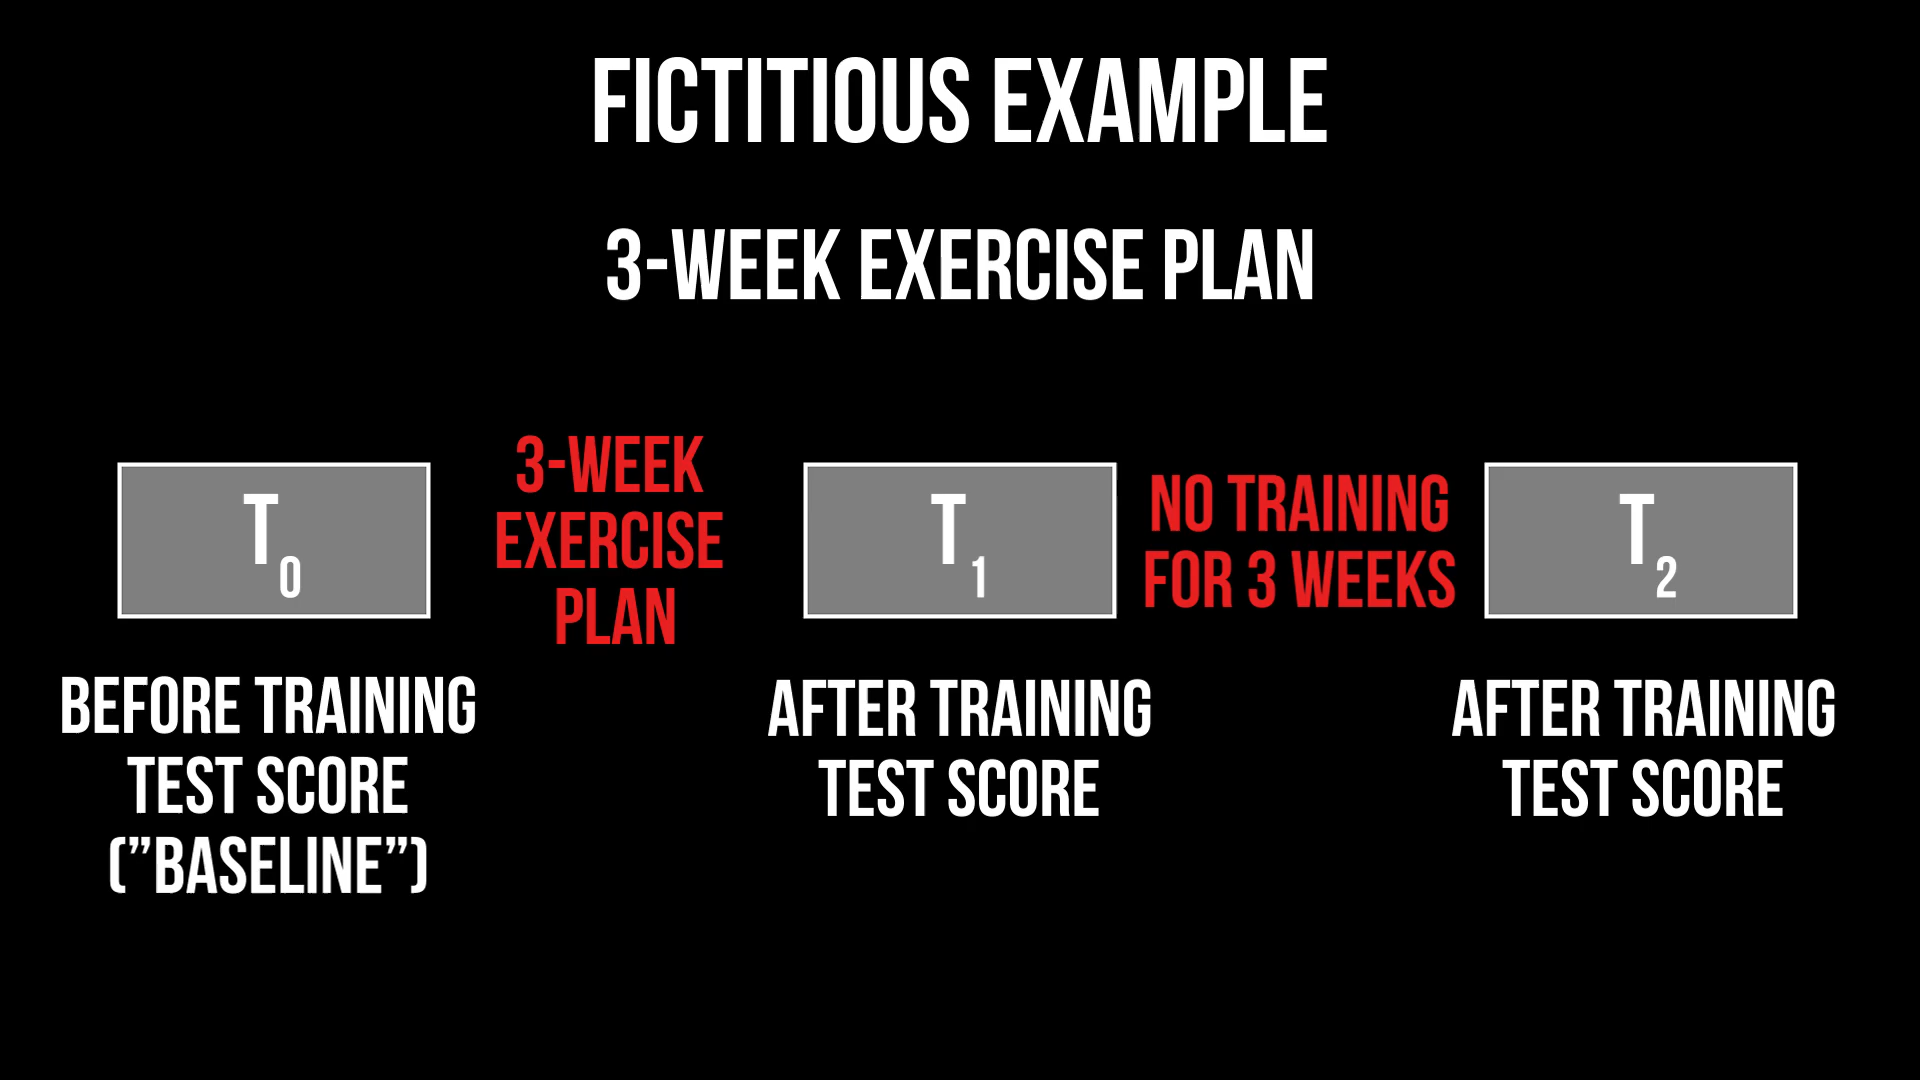 FICTITIOUS EXAMPLE
3-WEEK EXERCISE PLAN
T0
3-WEEK
EXERCISE
PLAN
T1
NO TRAINING
FOR 3 WEEKS
T2
BEFORE TRAINING
TEST SCORE
(”BASELINE”)
AFTER TRAINING
TEST SCORE
AFTER TRAINING
TEST SCORE